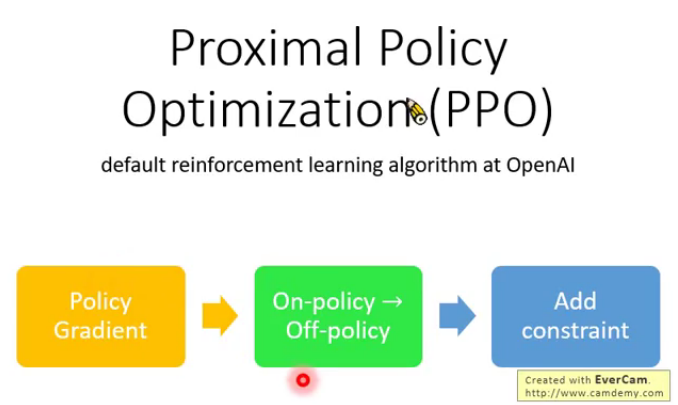 Proximal Policy
Optimization (PPO)
default reinforcement learning algorithm at OpenAI
Policy
Gradient
On-policy →
Off-policy
Add
constraint
Created with EverCam.
http://www.camdemy.com